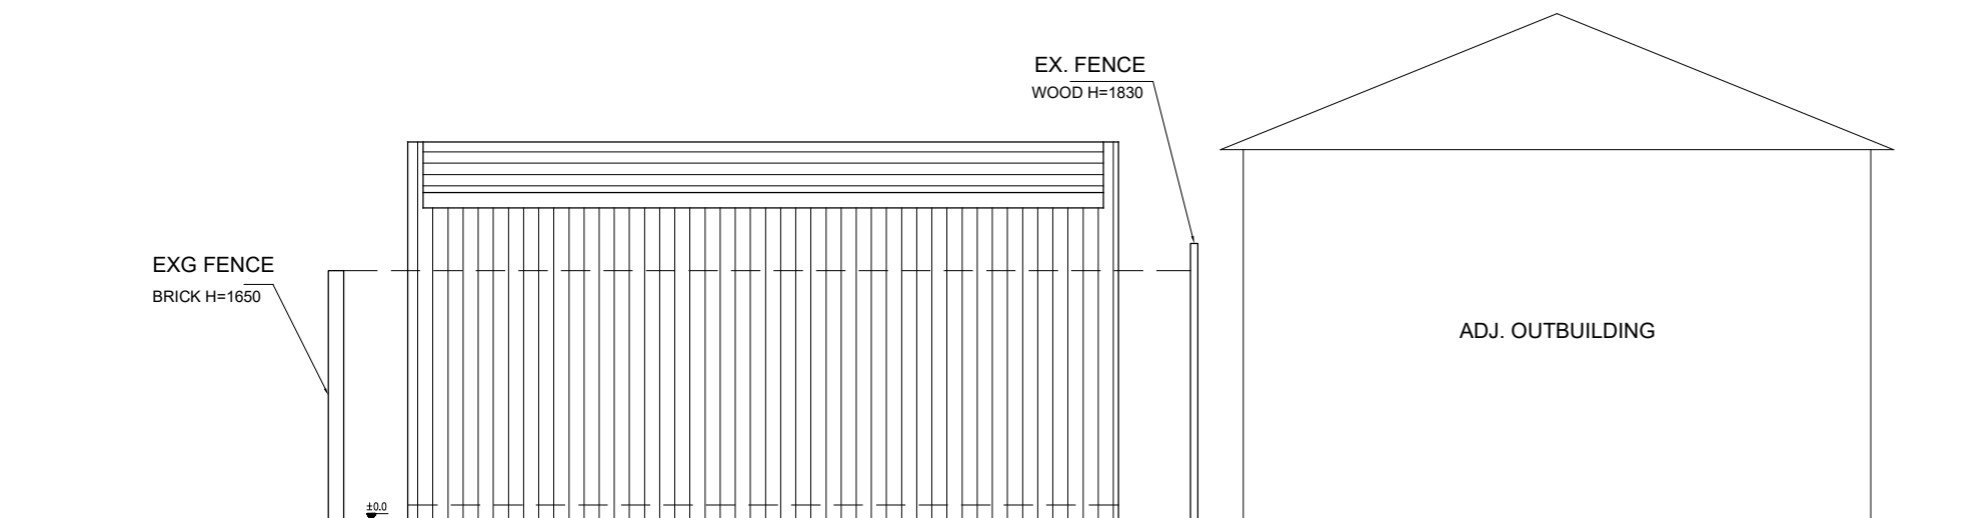 EX. FENCE
WOOD H=1830
EXG FENCE
BRICK H=1650
ADJ. OUTBUILDING
±0.0